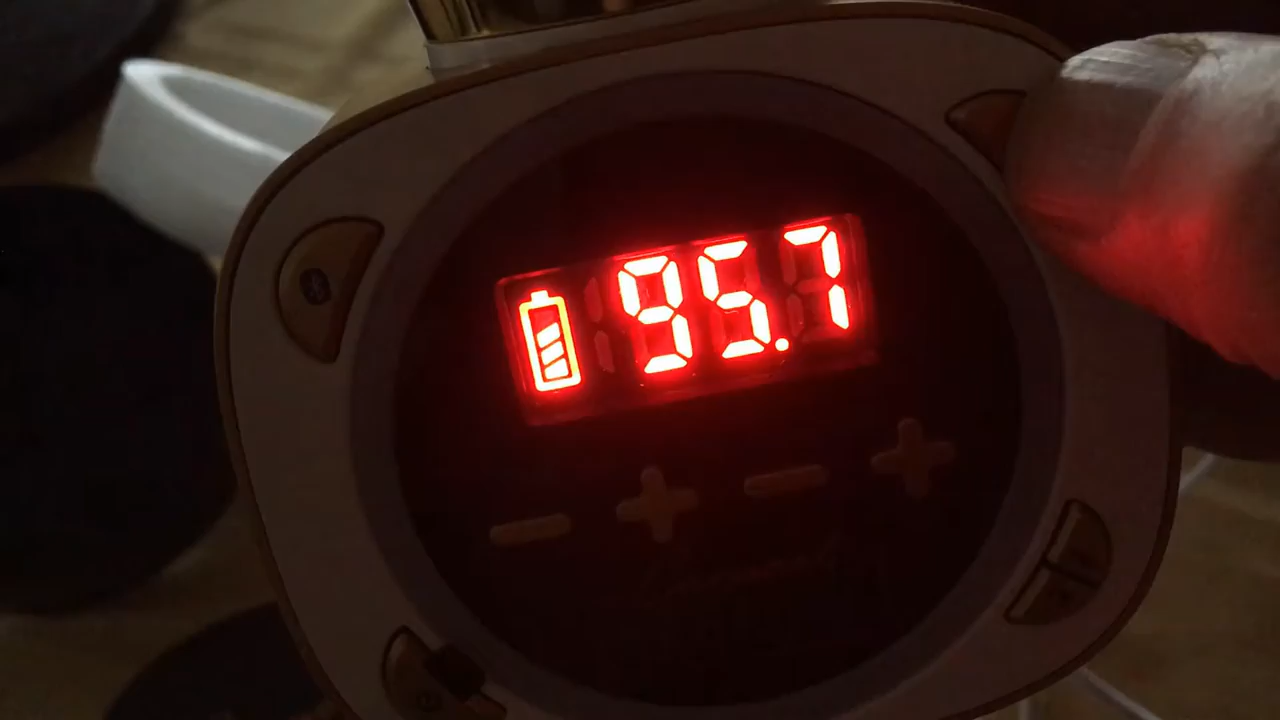 95.7
- + - +